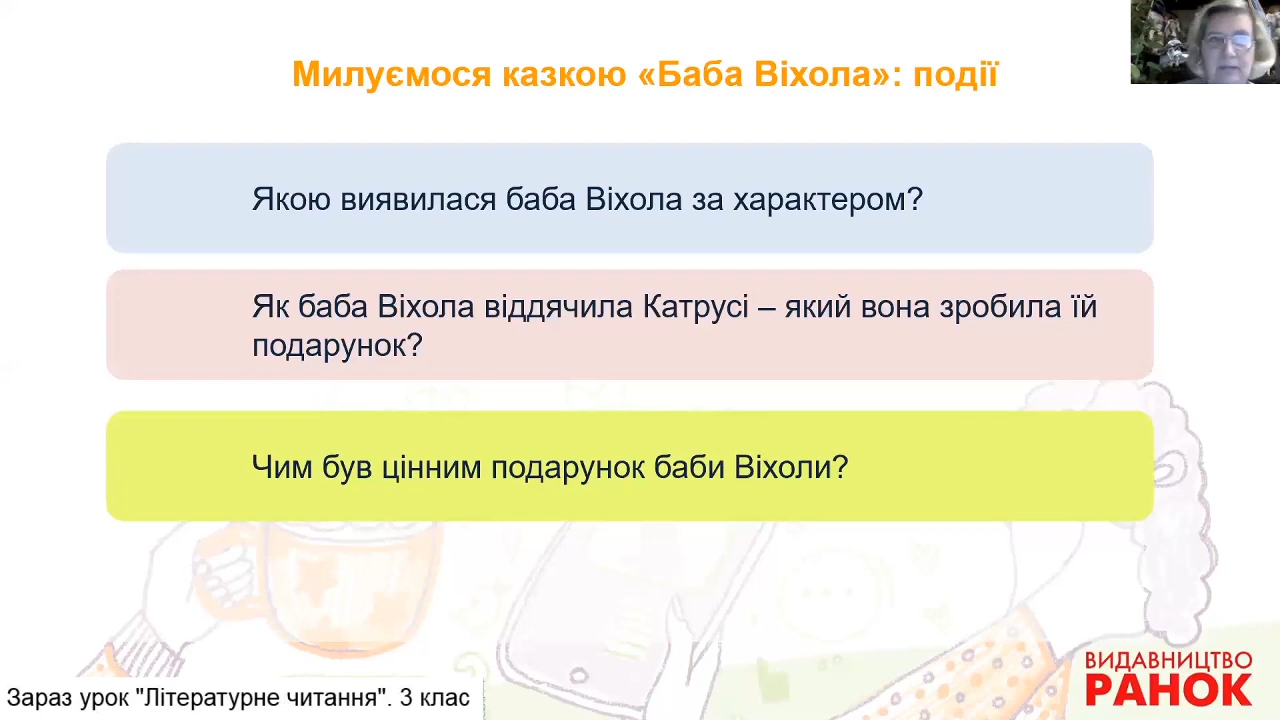 Милуємося казкою «Баба Віхола»: події
Якою виявилася баба Віхола за характером?
Як баба Віхола віддячила Катрусі – який вона зробила їй
подарунок?
Чим був цінним подарунок баби Віхоли?
Зараз урок "Літературне читання". 3 клас
ВИДАВНИЦТВО
РАНОК